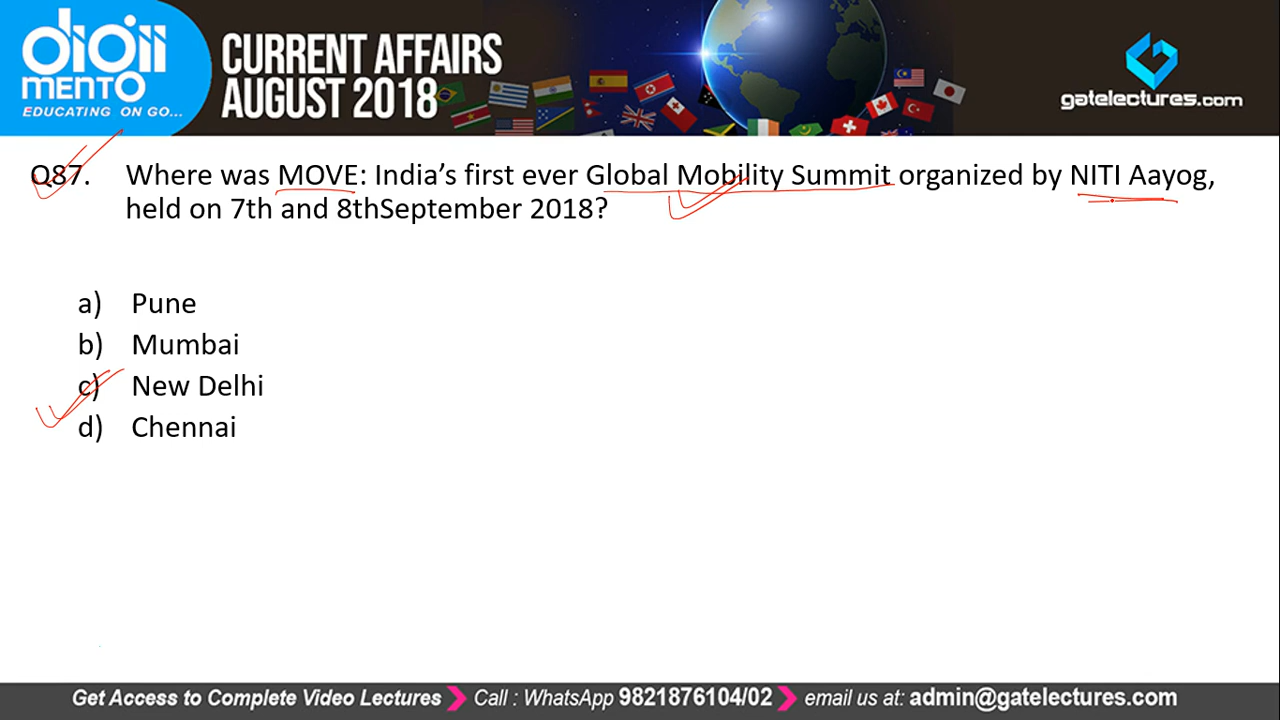 digii
MENTO
EDUCATING ON GO...
CURRENT AFFAIRS
AUGUST 2018
gatelectures.com
Q87. Where was MOVE: India's first ever Global Mobility Summit organized by NITI Aayog,
held on 7th and 8thSeptember 2018?
a) Pune
b) Mumbai
c) New Delhi
d) Chennai
Get Access to Complete Video Lectures Call : WhatsApp 9821876104/02 email us at: admin@gatelectures.com